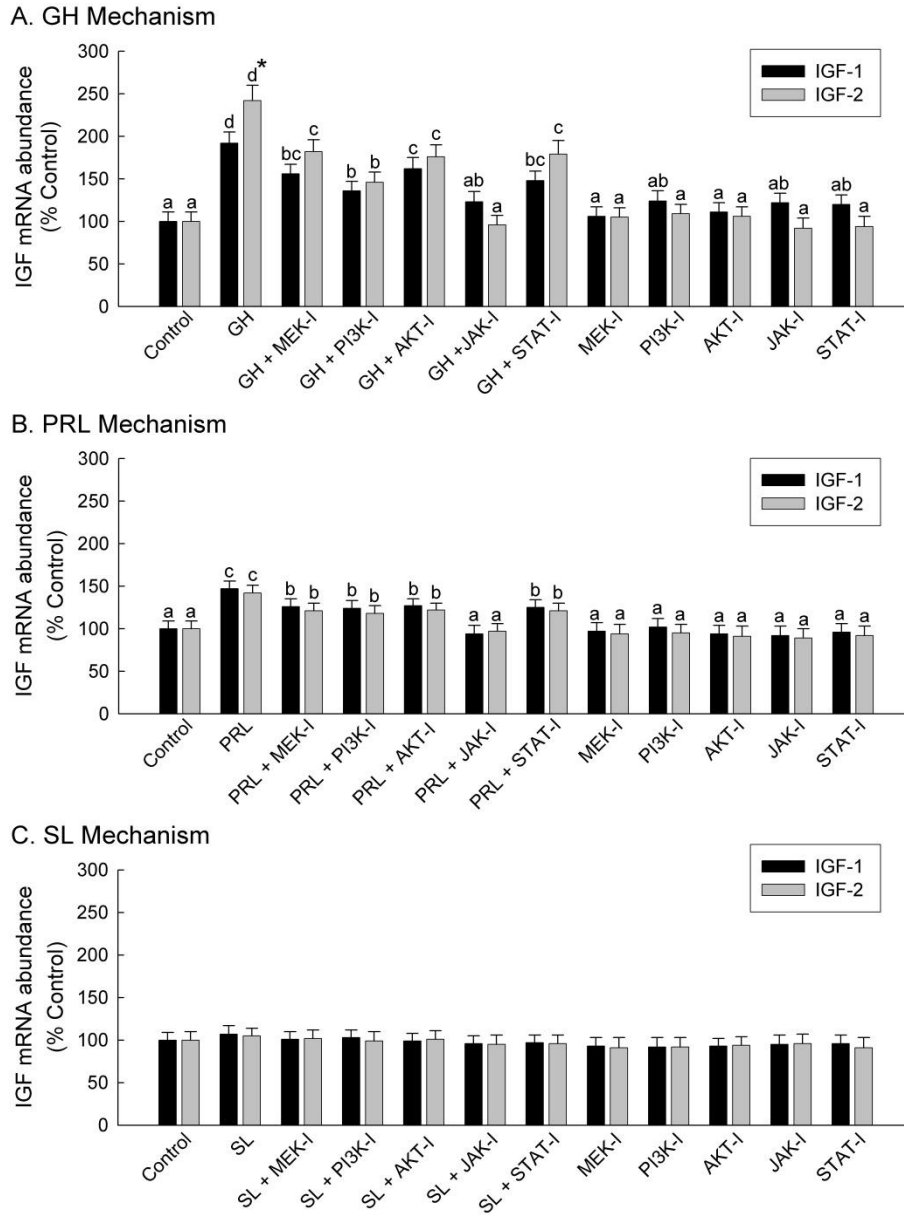 A. GH Mechanism
IGF mRNA abundance
(% Control)
300
250
200
150
100
50
0
IGF-1
IGF-2
a a d d* bc c b b c c ab a bc c a a ab a a a ab a ab a
Control
GH
GH + MEK-I
GH + PI3K-I
GH + AKT-I
GH +JAK-I
GH + STAT-I
MEK-I
PI3K-I
AKT-I
JAK-I
STAT-I
B. PRL Mechanism
IGF mRNA abundance
(% Control)
300
250
200
150
100
50
0
IGF-1
IGF-2
a a c c b b b b b b a a b b a a a a a a a a a a
Control
PRL
PRL + MEK-I
PRL + PI3K-I
PRL + AKT-I
PRL + JAK-I
PRL + STAT-I
MEK-I
PI3K-I
AKT-I
JAK-I
STAT-I
C. SL Mechanism
IGF mRNA abundance
(% Control)
300
250
200
150
100
50
0
IGF-1
IGF-2
Control
SL
SL + MEK-I
SL + PI3K-I
SL + AKT-I
SL + JAK-I
SL + STAT-I
MEK-I
PI3K-I
AKT-I
JAK-I
STAT-I